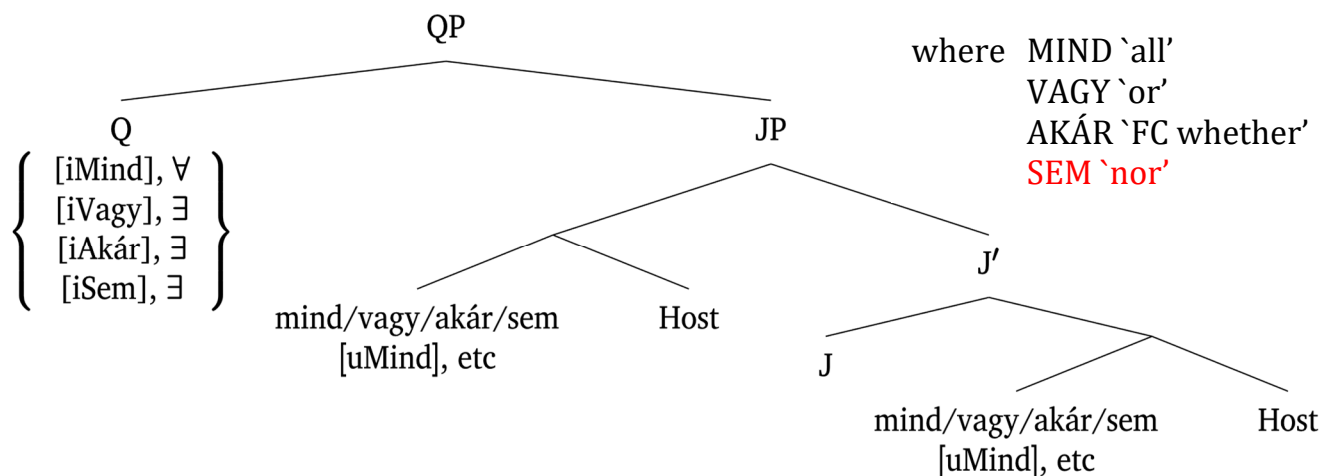 QP
where MIND `all’
VAGY `or’
AKÁR `FC whether’
SEM `nor’
Q
JP
[iMind], ∀
[iVagy], ∃
[iAkár], ∃
[iSem], ∃
J′
mind/vagy/akár/sem
[uMind], etc
Host
J
mind/vagy/akár/sem
[uMind], etc
Host